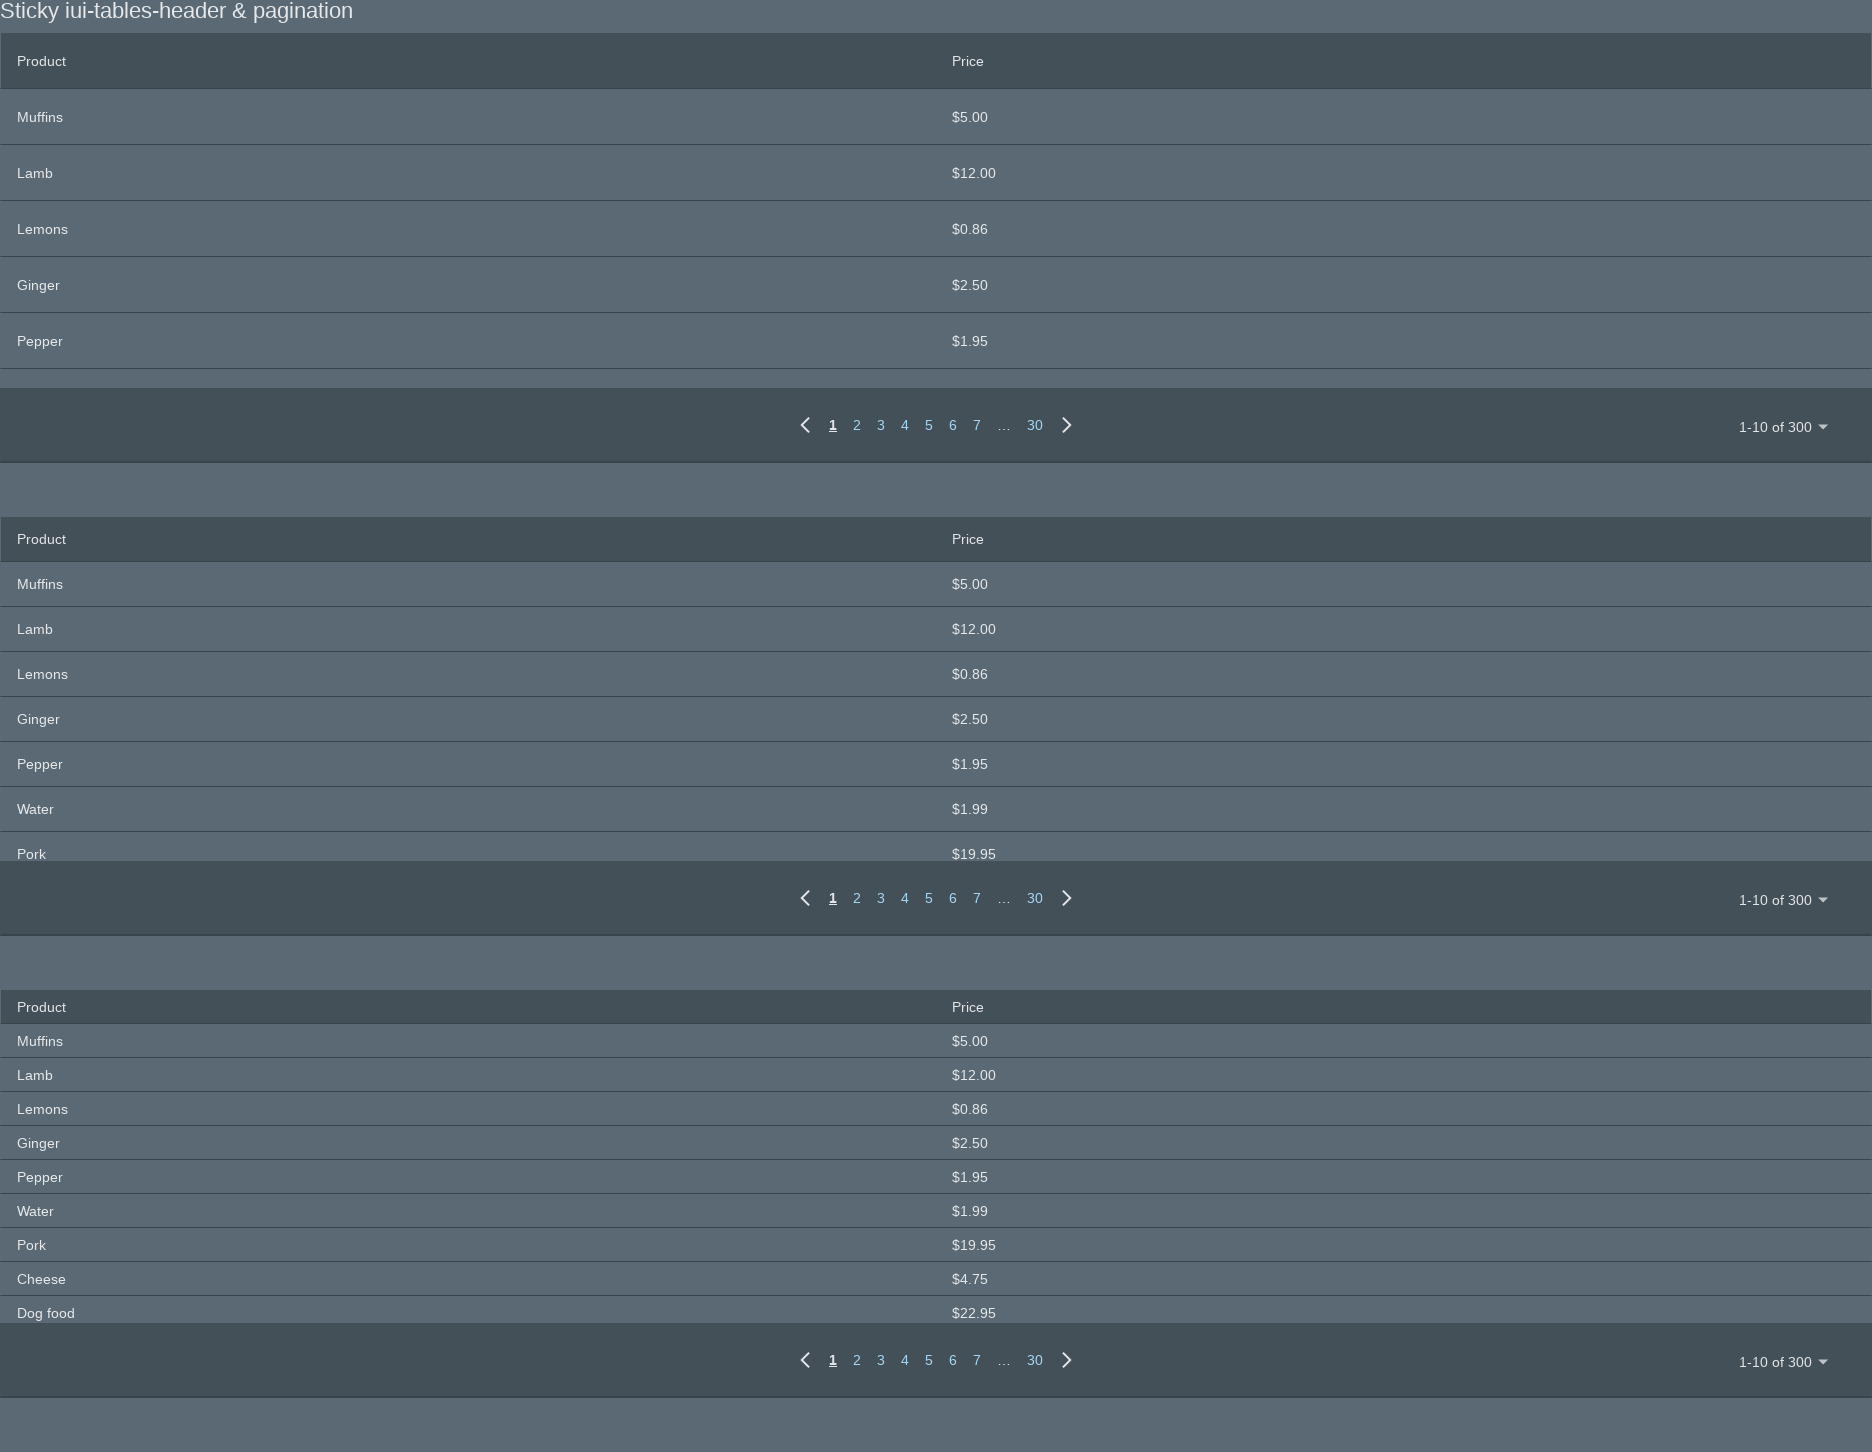 Sticky iui-tables-header & pagination
Product Price
Muffins $5.00
Lamb $12.00
Lemons $0.86
Ginger $2.50
Pepper $1.95
1 2 3 4 5 6 7 … 30 1-10 of 300
Product Price
Muffins $5.00
Lamb $12.00
Lemons $0.86
Ginger $2.50
Pepper $1.95
Water $1.99
Pork $19.95
1 2 3 4 5 6 7 … 30 1-10 of 300
Product Price
Muffins $5.00
Lamb $12.00
Lemons $0.86
Ginger $2.50
Pepper $1.95
Water $1.99
Pork $19.95
Cheese $4.75
Dog food $22.95
1 2 3 4 5 6 7 … 30 1-10 of 300